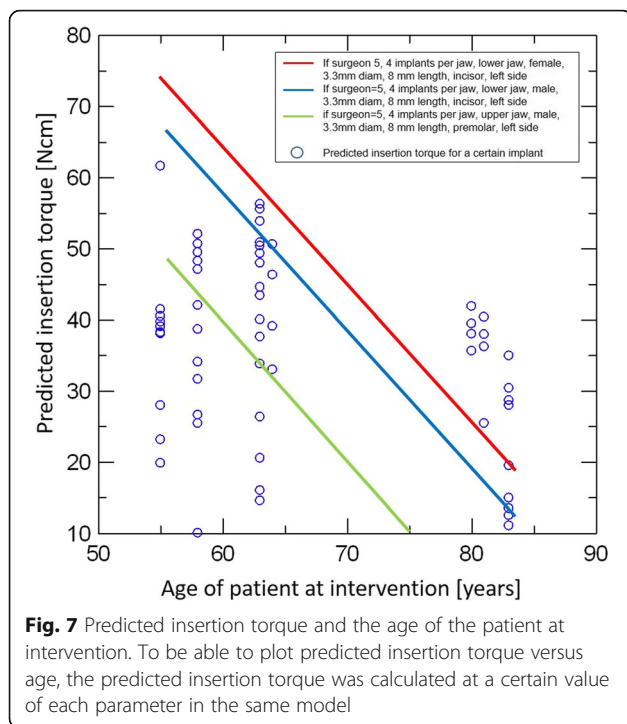 80
70
60
50
40
30
20
10
Predicted insertion torque [Ncm]
If surgeon 5, 4 implants per jaw, lower jaw, female,
3.3mm diam, 8 mm length, incisor, left side
If surgeon=5, 4 implants per jaw, lower jaw, male,
3.3mm diam, 8 mm length, incisor, left side
if surgeon=5, 4 implants per jaw, upper jaw, male,
3.3mm diam, 8 mm length, premolar, left side
Predicted insertion torque for a certain implant
50 60 70 80 90
Age of patient at intervention [years]
Fig. 7 Predicted insertion torque and the age of the patient at
intervention. To be able to plot predicted insertion torque versus
age, the predicted insertion torque was calculated at a certain value
of each parameter in the same model